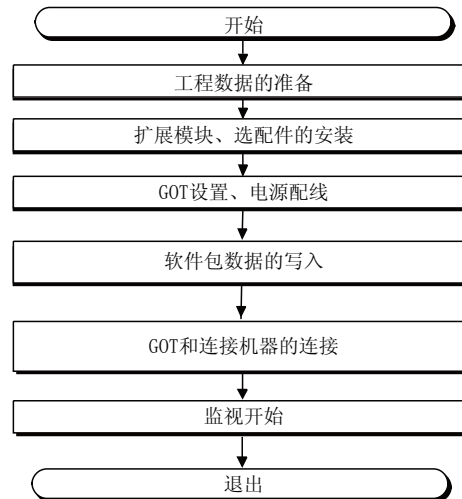 开始
工程数据的准备
扩展模块、选配件的安装
GOT设置、电源配线
软件包数据的写入
GOT和连接机器的连接
监视开始
退出